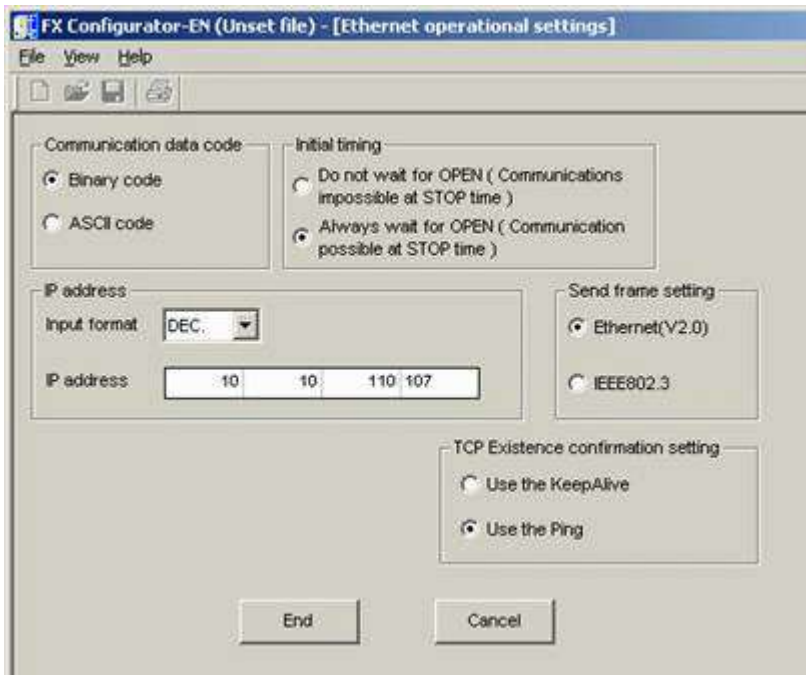 FX Configurator-EN (Unset file) - [Ethernet operational settings]
File View Help
Communication data code
Binary code
ASCII code
Initial timing
Do not wait for OPEN ( Communications
impossible at STOP time )
Always wait for OPEN ( Communication
possible at STOP time )
IP address
Input format DEC.
IP address 10 10 110 107
Send frame setting
Ethernet(V2.0)
IEEE802.3
TCP Existence confirmation setting
Use the KeepAlive
Use the Ping
End Cancel